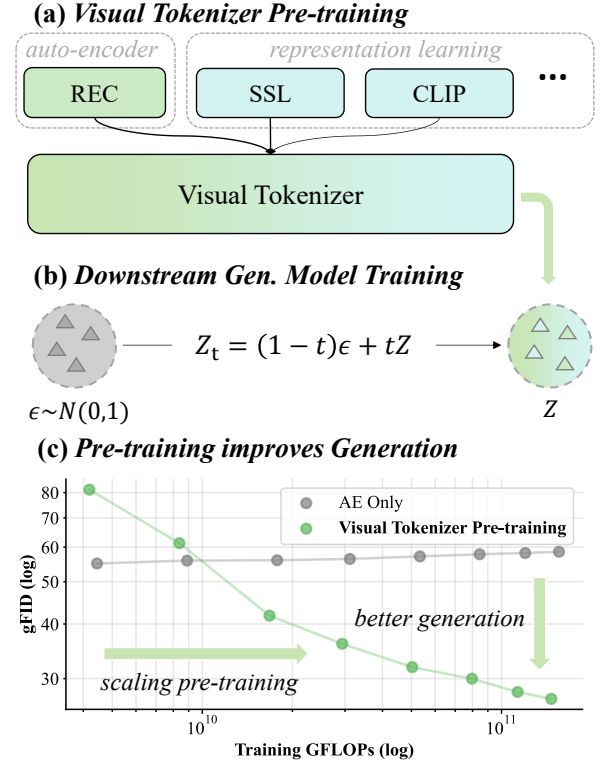 (a) Visual Tokenizer Pre-training
auto-encoder
representation learning
REC
SSL
CLIP
...
Visual Tokenizer
(b) Downstream Gen. Model Training
Zt = (1 − t)ϵ + tZ
ϵ~N(0,1)
Z
(c) Pre-training improves Generation
AE Only
Visual Tokenizer Pre-training
better generation
scaling pre-training
gFID (log)
80
70
60
50
40
30
10^10
10^11
Training GFLOPs (log)